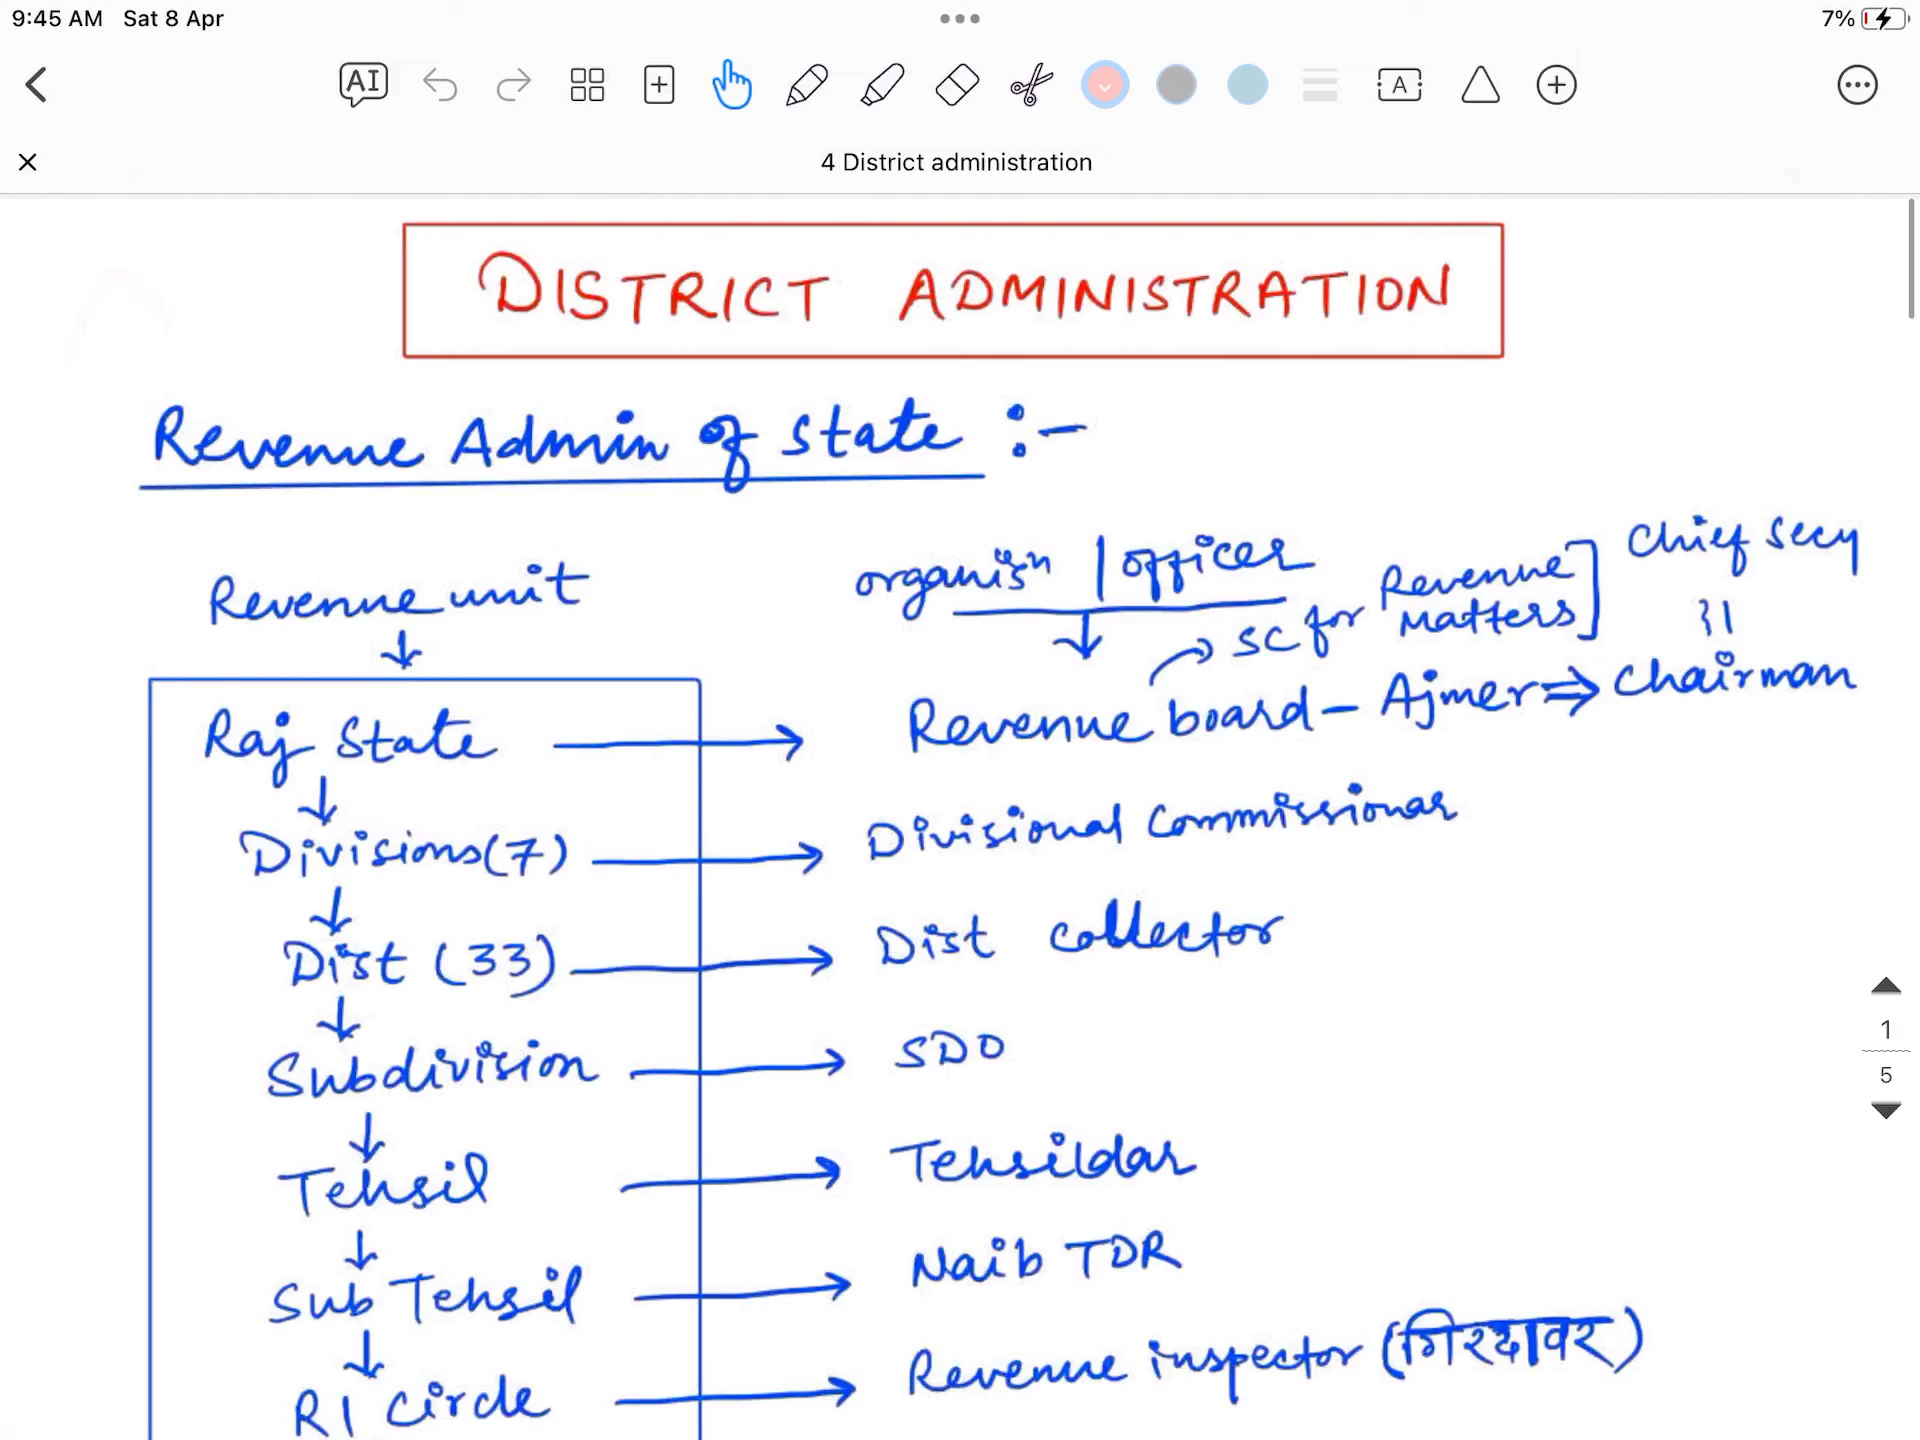 9:45 AM Sat 8 Apr
7%
AI
A
4 District administration
DISTRICT ADMINISTRATION
Revenue Admin of state :-
Revenue unit
organisn | officer
SC for Revenue Matters] Chief secy
Raj State → Revenue board - Ajmer ⇒ Chairman
Divisions(7) → Divisional Commissionar
Dist (33) → Dist collector
Subdivision → SDO
Tehsil → Tehsildar
Sub Tehsil → Naib TDR
RI Circle → Revenue inspector (गिरदावर)
1
5